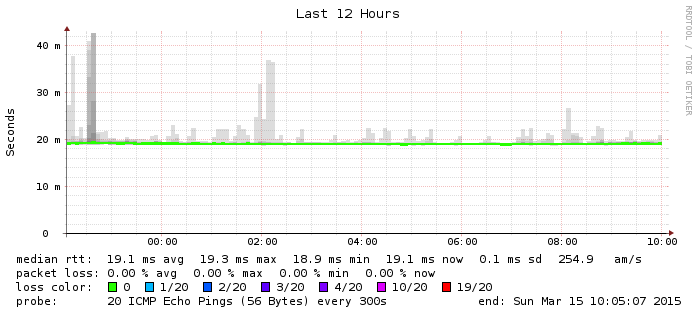 Last 12 Hours
RRDTOOL / TOBI OETIKER
Seconds
40 m
30 m
20 m
10 m
0
00:00 02:00 04:00 06:00 08:00 10:00
median rtt: 19.1 ms avg 19.3 ms max 18.9 ms min 19.1 ms now 0.1 ms sd 254.9 am/s
packet loss: 0.00 % avg 0.00 % max 0.00 % min 0.00 % now
loss color: 0 1/20 2/20 3/20 4/20 10/20 19/20
probe: 20 ICMP Echo Pings (56 Bytes) every 300s end: Sun Mar 15 10:05:07 2015